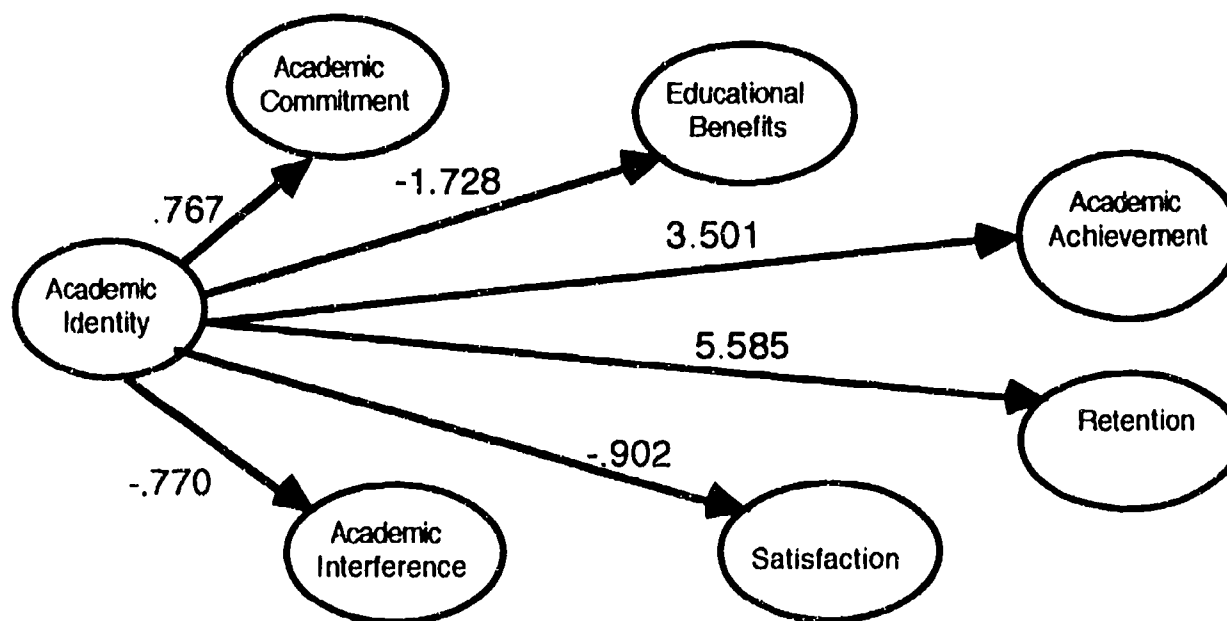 Academic
Commitment
Educational
Benefits
-1.728
.767
3.501
Academic
Achievement
Academic
Identity
5.585
Retention
-.902
-.770
Academic
Interference
Satisfaction